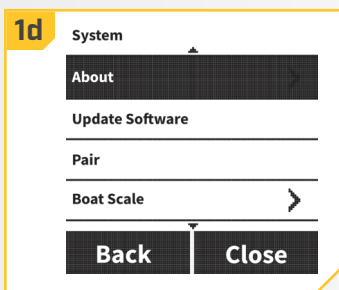 1d
System
About
Update Software
Pair
Boat Scale
Back Close